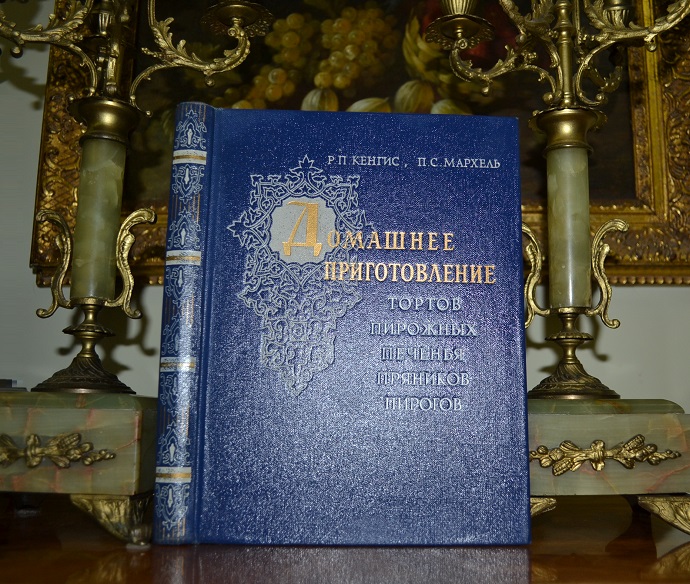 Р.П. КЕНГИС, П.С. МАРХЕЛЬ
ДОМАШНЕЕ
ПРИГОТОВЛЕНИЕ
ТОРТОВ
ПИРОЖНЫХ
ПЕЧЕНЬЯ
ПРЯНИКОВ
ПИРОГОВ